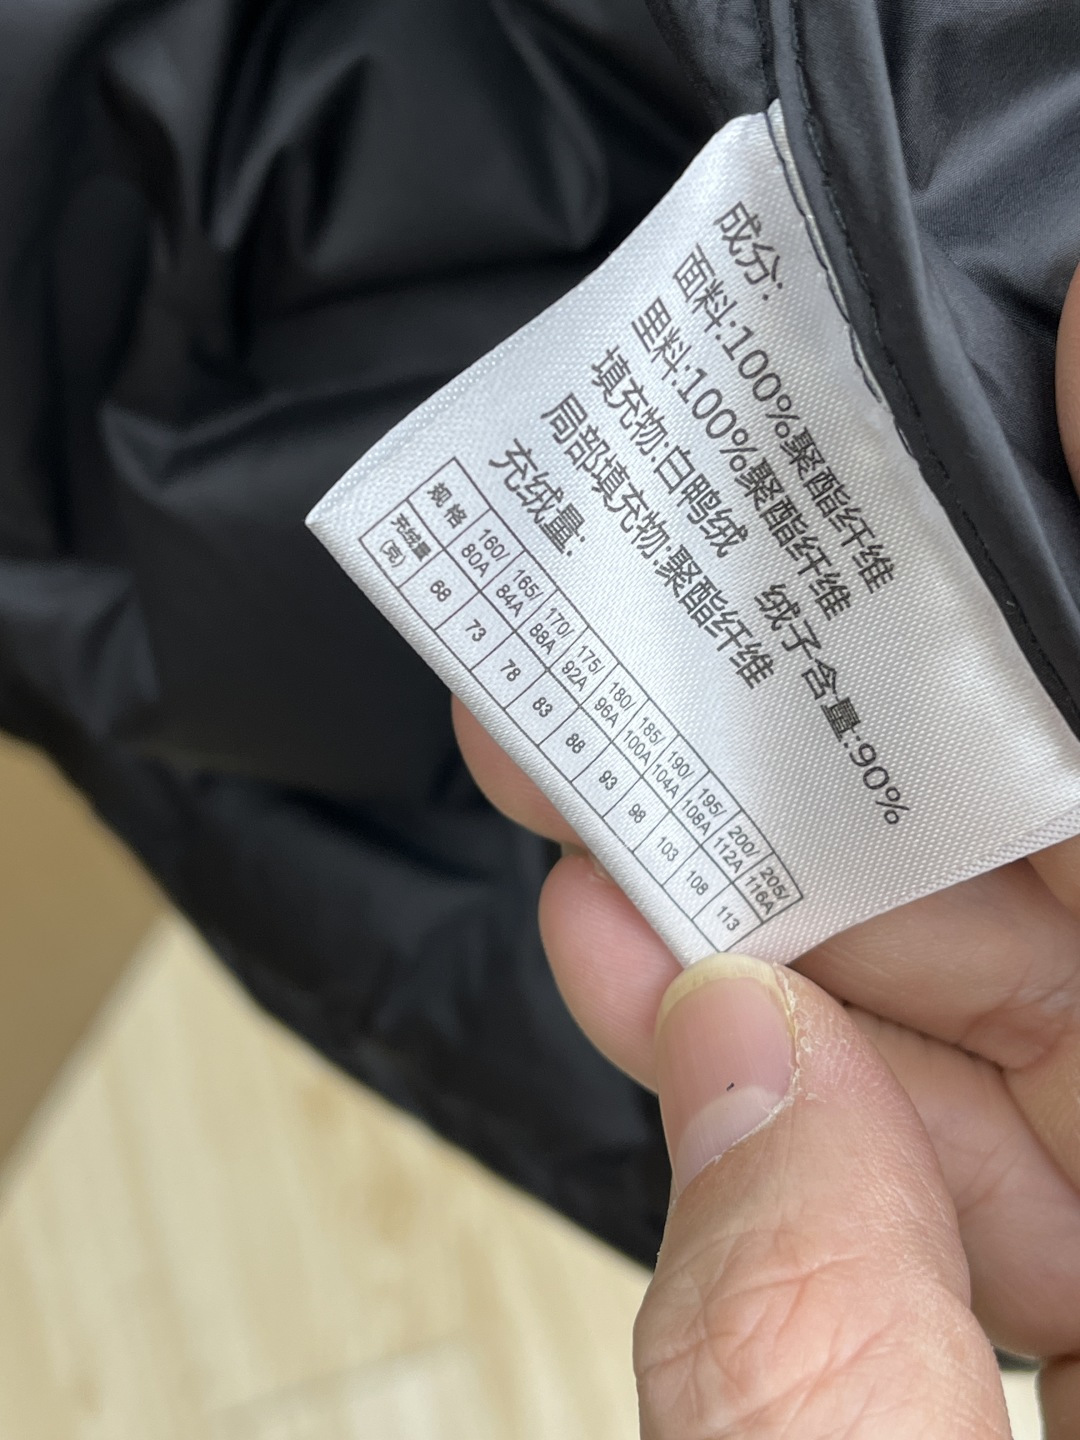 成分:
面料:100%聚酯纤维
里料:100%聚酯纤维
填充物:白鸭绒 绒子含量:90%
局部填充物:聚酯纤维
充绒量:
规格 160/80A 165/84A 170/88A 175/92A 180/96A 185/100A 190/104A 195/108A 200/112A 205/116A
充绒量(克) 68 73 78 83 88 93 98 103 108 113